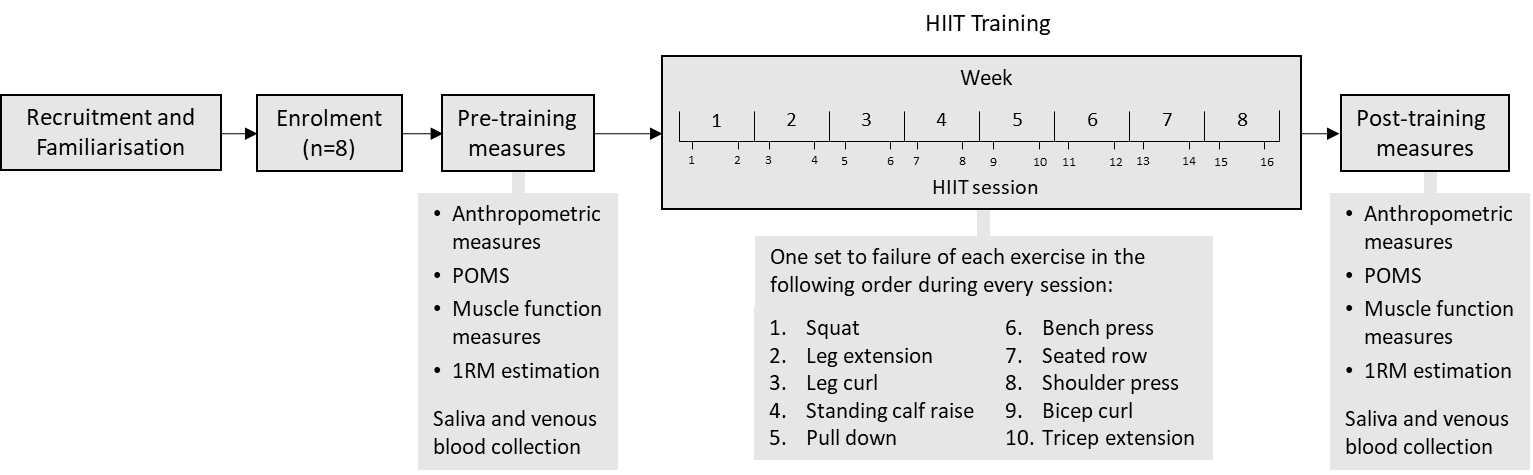 HIIT Training
Recruitment and
Familiarisation
Enrolment
(n=8)
Pre-training
measures
• Anthropometric
measures
• POMS
• Muscle function
measures
• 1RM estimation
Saliva and venous
blood collection
Week
1 2 3 4 5 6 7 8
1 2 3 4 5 6 7 8 9 10 11 12 13 14 15 16
HIIT session
One set to failure of each exercise in the
following order during every session:
1. Squat
2. Leg extension
3. Leg curl
4. Standing calf raise
5. Pull down
6. Bench press
7. Seated row
8. Shoulder press
9. Bicep curl
10. Tricep extension
Post-training
measures
• Anthropometric
measures
• POMS
• Muscle function
measures
• 1RM estimation
Saliva and venous
blood collection